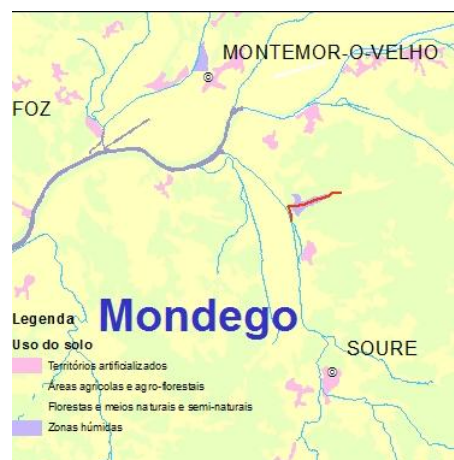 MONTEMOR-O-VELHO
©
FOZ
Mondego
SOURE
©
Legenda
Uso do solo
Territórios artificializados
Áreas agrícolas e agro-florestais
Florestas e meios naturais e semi-naturais
Zonas húmidas